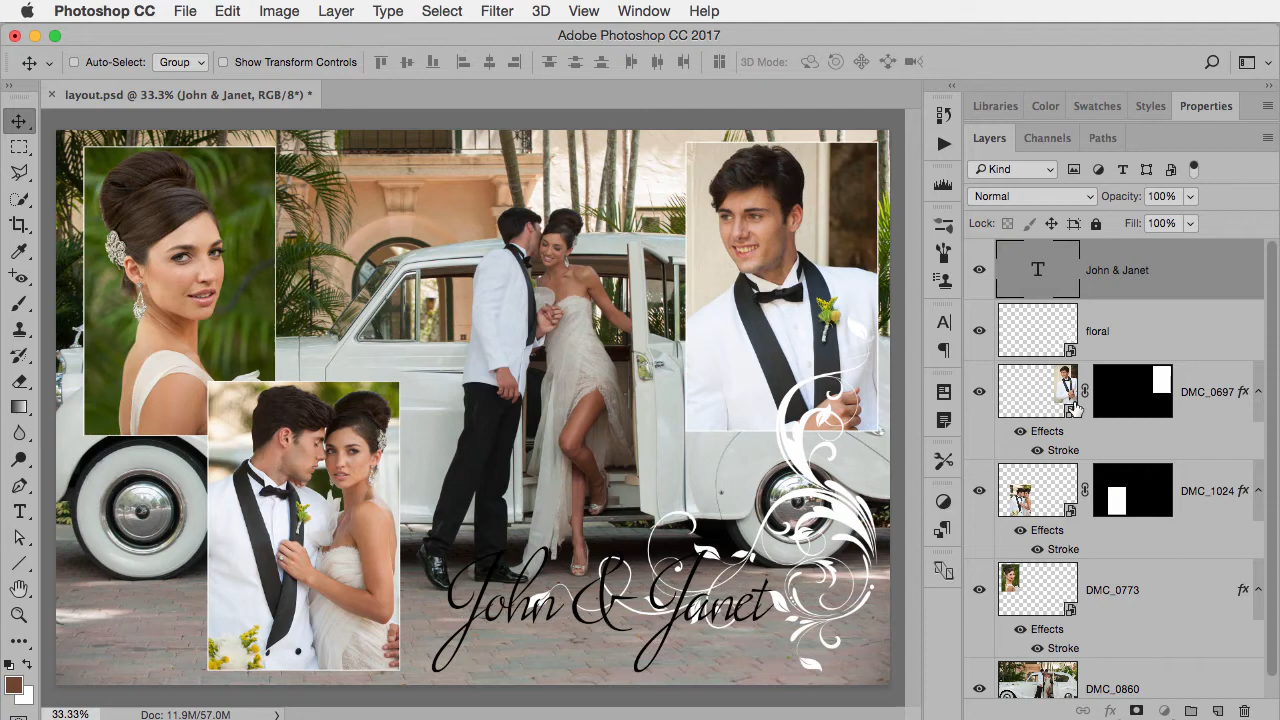 Photoshop CC File Edit Image Layer Type Select Filter 3D View Window Help
Adobe Photoshop CC 2017
Auto-Select: Group Show Transform Controls 3D Mode:
× layout.psd @ 33.3% (John & Janet, RGB/8*) *
Libraries Color Swatches Styles Properties
Layers Channels Paths
Kind
Normal Opacity: 100%
Lock: Fill: 100%
T John & Janet
floral
DMC_0697 fx
Effects
Stroke
DMC_1024 fx
Effects
Stroke
DMC_0773 fx
Effects
Stroke
DMC_0860
John & Janet
33.33% Doc: 11.9M/57.0M